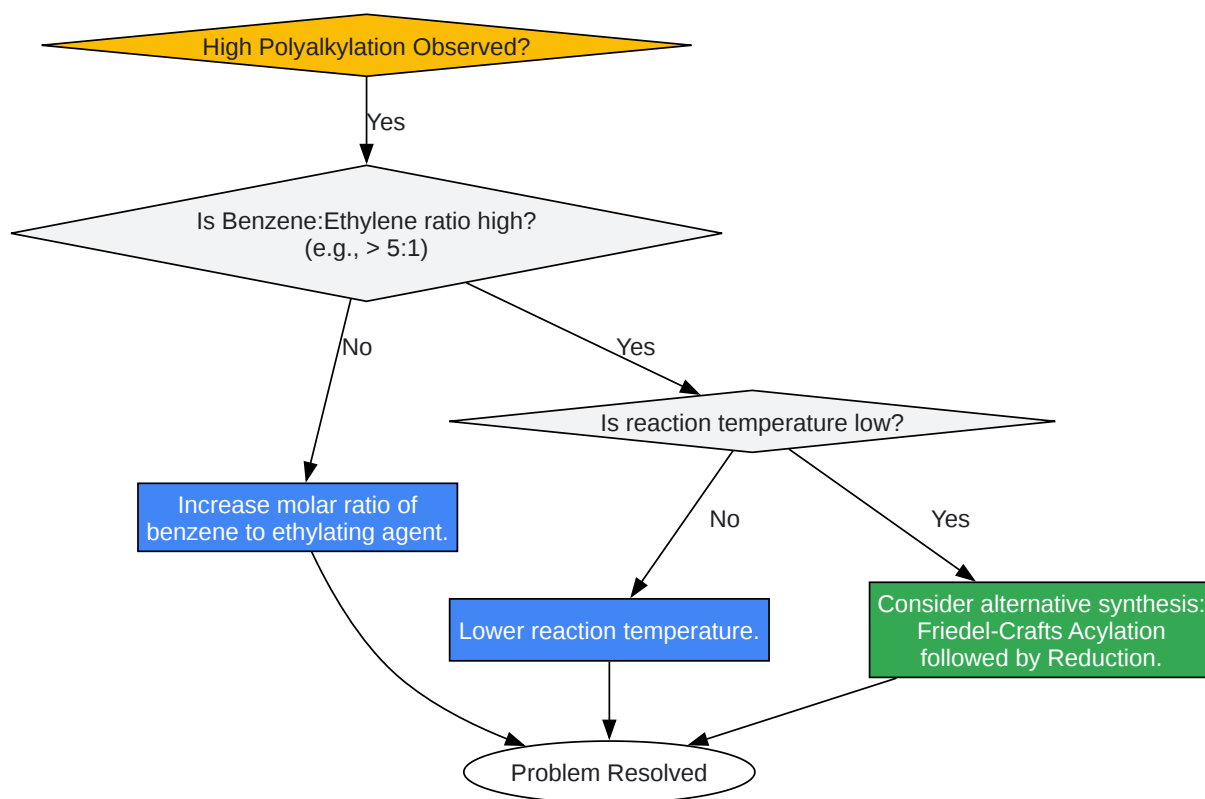 High Polyalkylation Observed?
Yes
Is Benzene:Ethylene ratio high?
(e.g., > 5:1)
No
Yes
Is reaction temperature low?
Increase molar ratio of
benzene to ethylating agent.
No
Yes
Lower reaction temperature.
Consider alternative synthesis:
Friedel-Crafts Acylation
followed by Reduction.
Problem Resolved